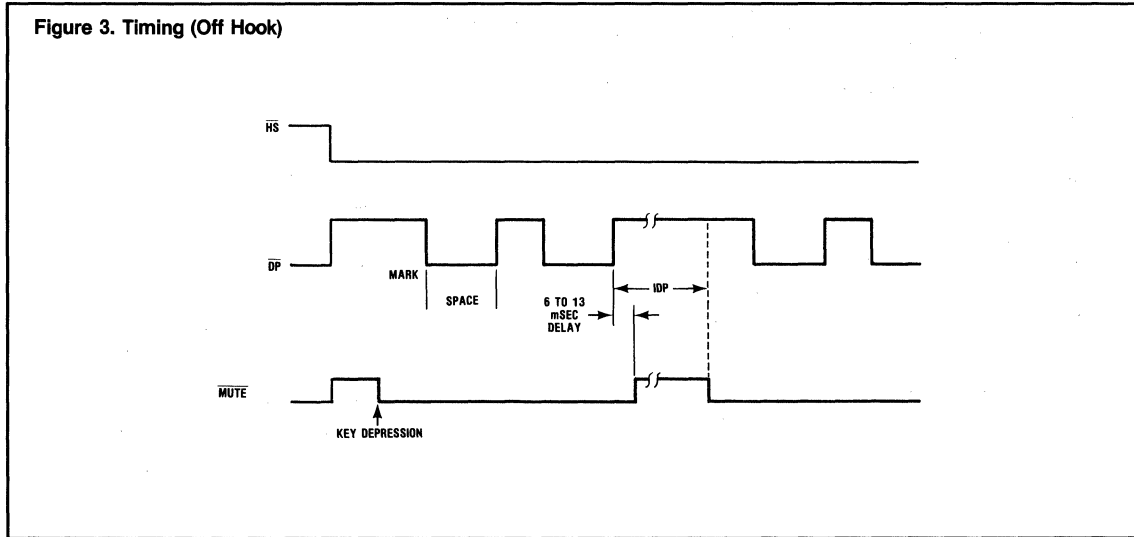 Figure 3. Timing (Off Hook)
HS
DP
MARK
SPACE
6 TO 13
mSEC
DELAY
IDP
MUTE
KEY DEPRESSION